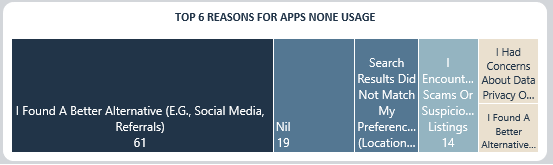 TOP 6 REASONS FOR APPS NONE USAGE
I Found A Better Alternative (E.G., Social Media,
Referrals)
61
Nil
19
Search
Results Did
Not Match
My
Preferenc...
(Location...
I
Encount...
Scams Or
Suspicio...
Listings
14
I Had
Concerns
About Data
Privacy O...
I Found A
Better
Alternative...